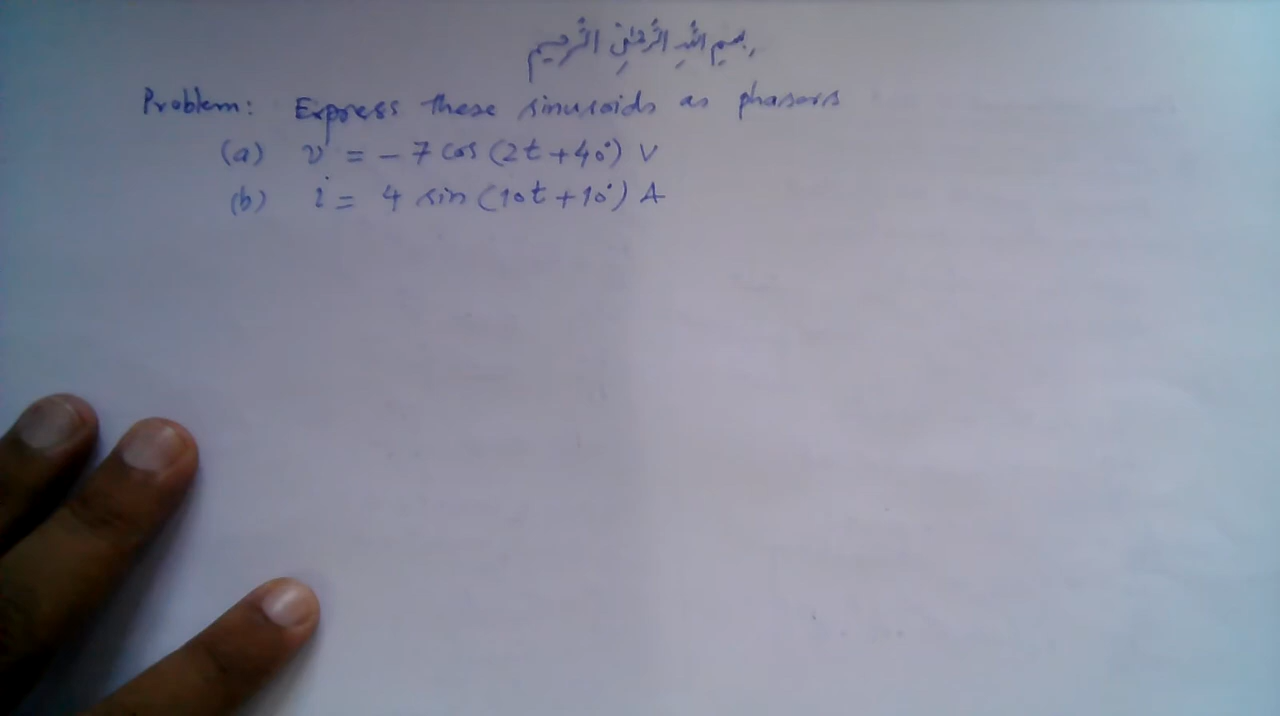 بسم الله الرحمن الرحيم
Problem: Express these sinusoids as phasors
(a) v = - 7 cos (2t + 40°) V
(b) i = 4 sin (10t + 10°) A